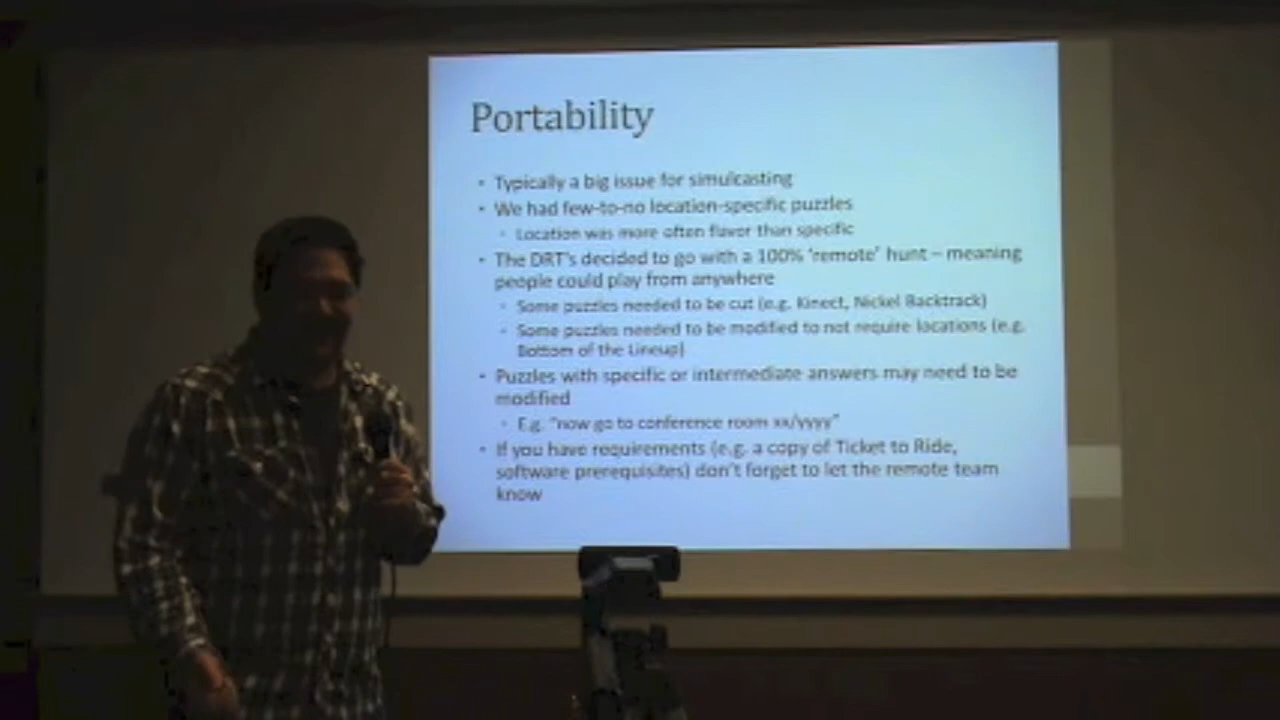 Portability
• Typically a big issue for simulcasting
• We had few-to-no location-specific puzzles
• Location was more often flavor than specific
• The DRT's decided to go with a 100% 'remote' hunt – meaning
people could play from anywhere
• Some puzzles needed to be cut (e.g. Kinect, Nickel Backtrack)
• Some puzzles needed to be modified to not require locations (e.g.
Bottom of the Lineup)
• Puzzles with specific or intermediate answers may need to be
modified
• E.g. "now go to conference room xx/yyyy"
• If you have requirements (e.g. a copy of Ticket to Ride,
software prerequisites) don't forget to let the remote team
know